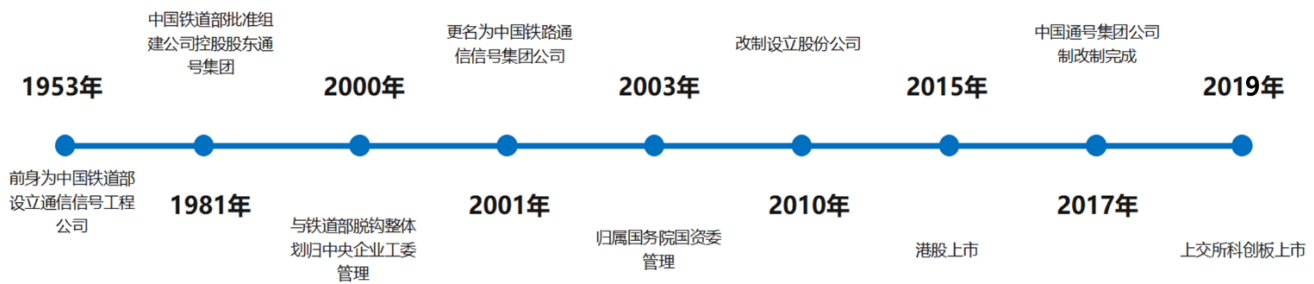 1953年
前身为中国铁道部
设立通信信号工程
公司
中国铁道部批准组
建公司控股股东通
号集团
1981年
2000年
与铁道部脱钩整体
划归中央企业工委
管理
更名为中国铁路通
信信号集团公司
2001年
2003年
归属国务院国资委
管理
改制设立股份公司
2010年
2015年
港股上市
中国通号集团公司
制改制完成
2017年
2019年
上交所科创板上市